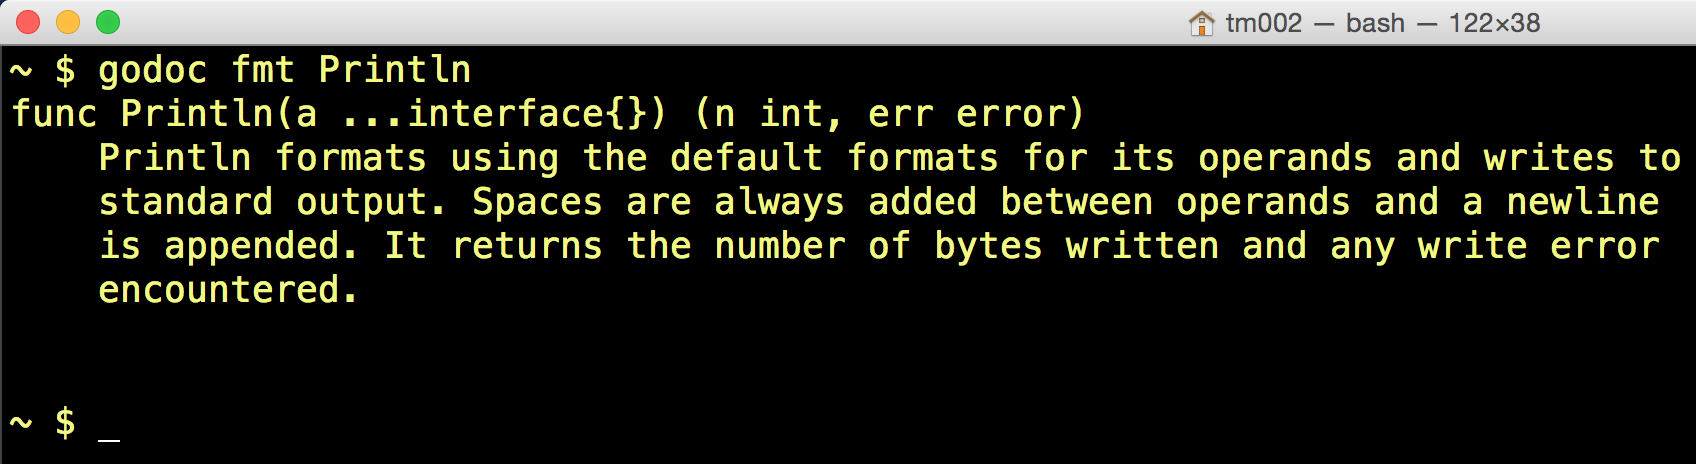 tm002 — bash — 122×38
~ $ godoc fmt Println
func Println(a ...interface{}) (n int, err error)
    Println formats using the default formats for its operands and writes to
    standard output. Spaces are always added between operands and a newline
    is appended. It returns the number of bytes written and any write error
    encountered.
~ $ _